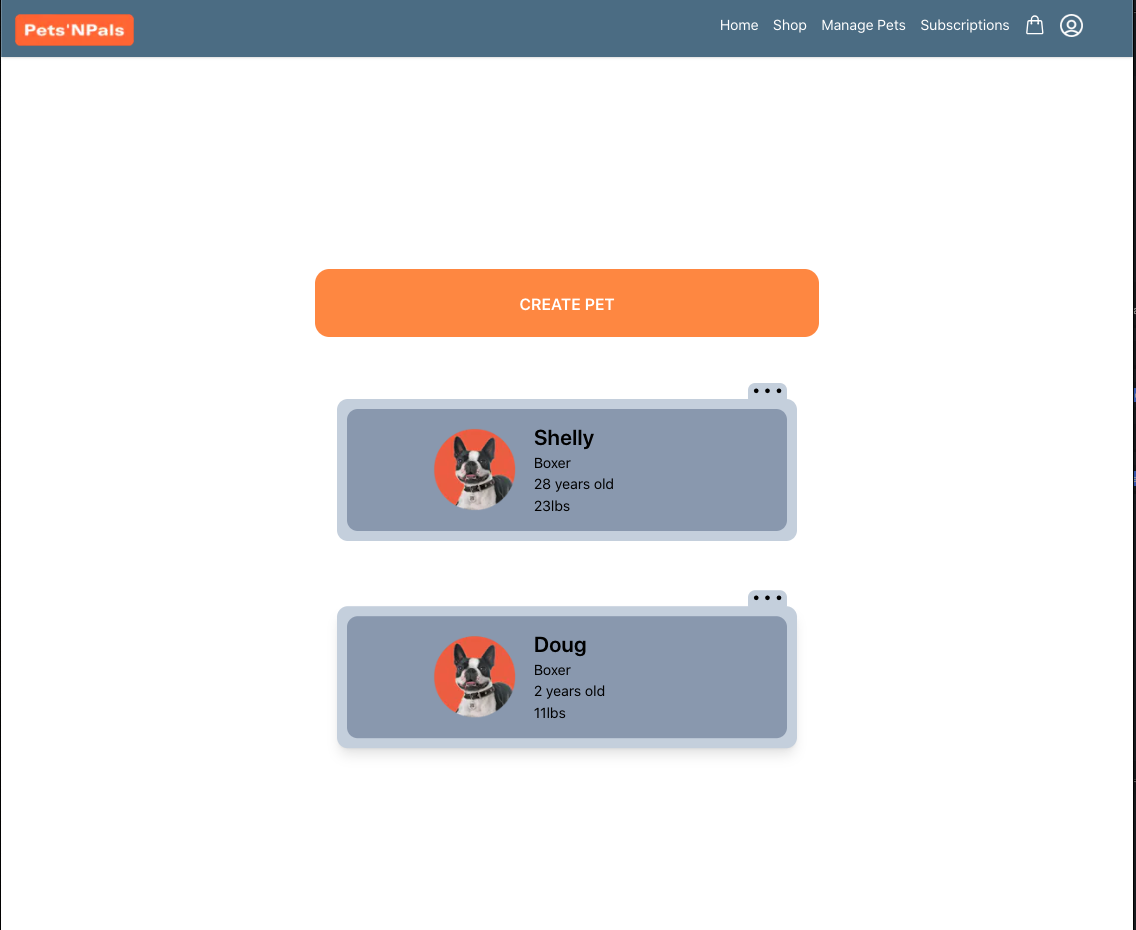 Pets'NPals
Home Shop Manage Pets Subscriptions
CREATE PET
Shelly
Boxer
28 years old
23lbs
Doug
Boxer
2 years old
11lbs